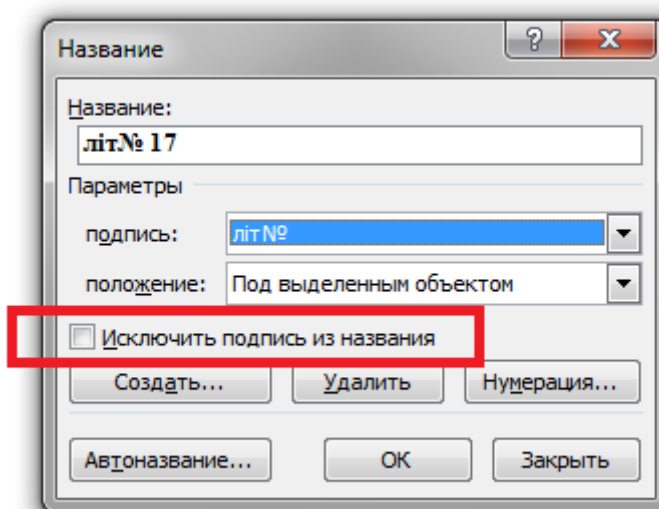 Название
Название:
літ№ 17
Параметры
подпись: літ№
положение: Под выделенным объектом
Исключить подпись из названия
Создать... Удалить Нумерация...
Автоназвание... ОК Закрыть